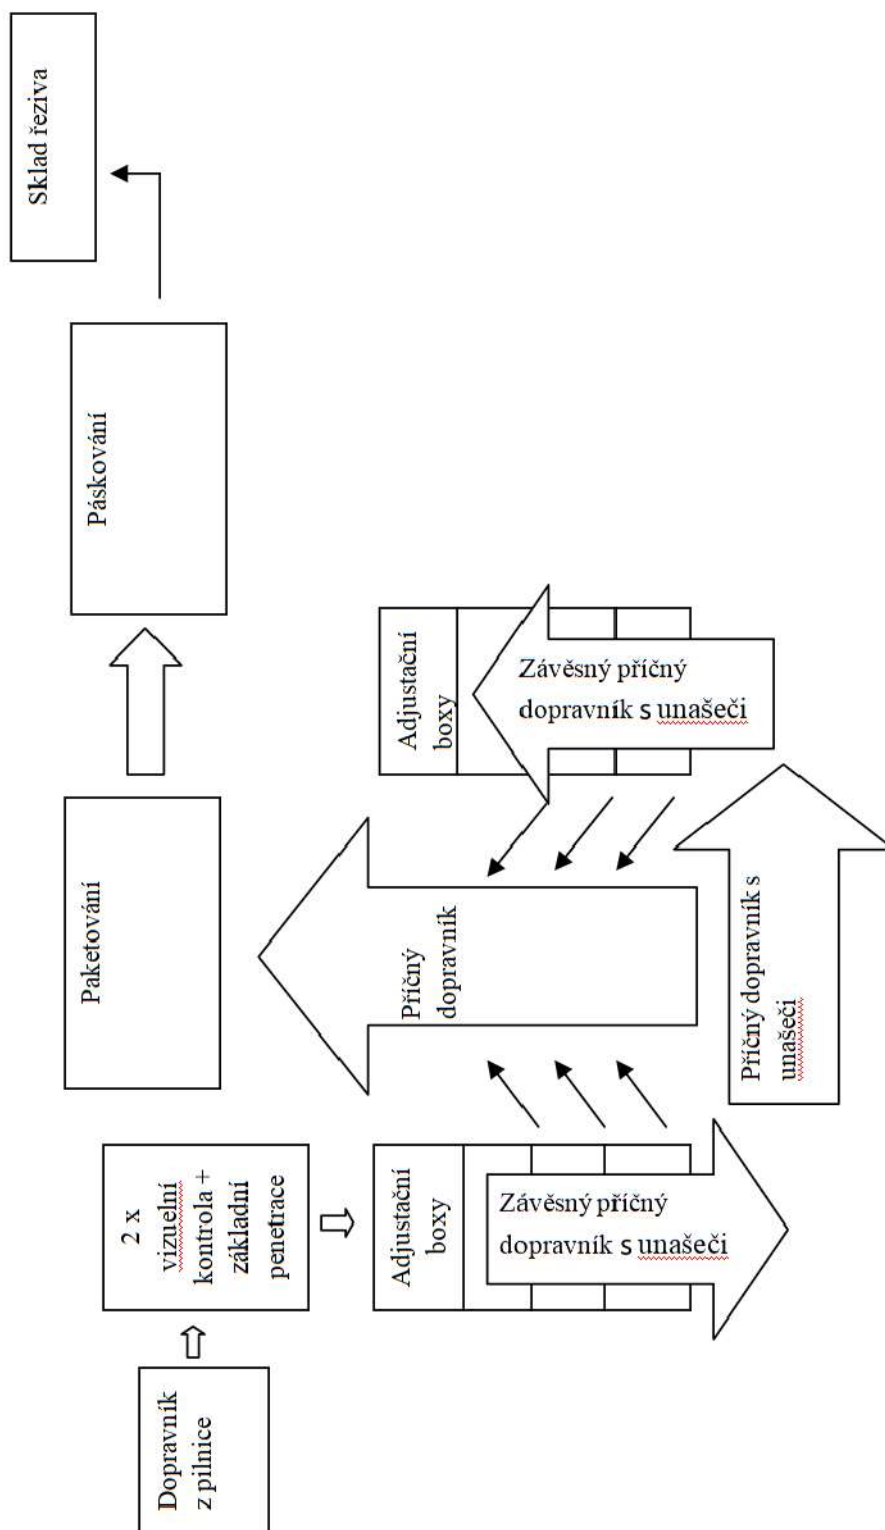 Dopravník
z pilnice
2 x
vizuelní
kontrola +
základní
penetrace
Adjustační
boxy
Závěsný příčný
dopravník s unašeči
Příčný dopravník s
unašeči
Závěsný příčný
dopravník s unašeči
Adjustační
boxy
Příčný
dopravník
Paketování
Páskování
Sklad řeziva